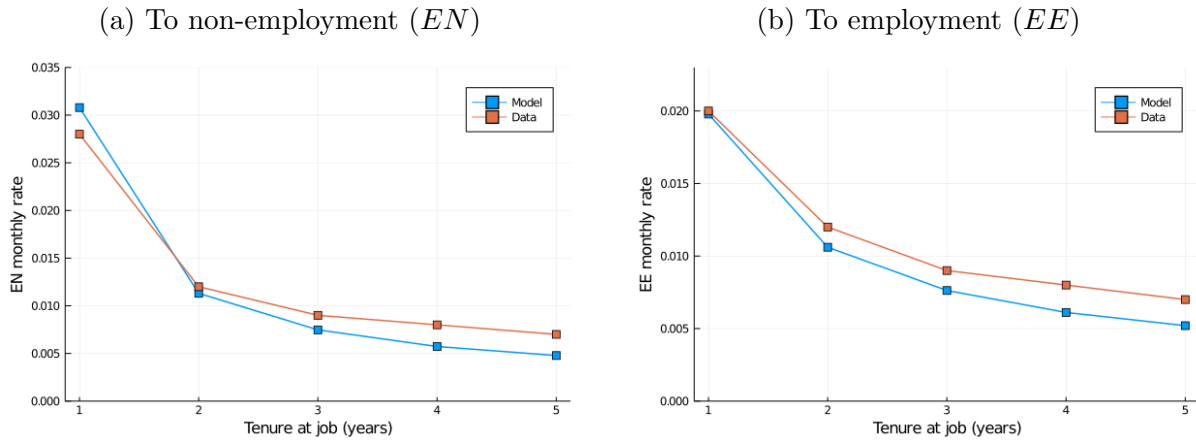 (a) To non-employment (EN)
0.035
0.030
0.025
0.020
0.015
0.010
0.005
0.000
EN monthly rate
Model
Data
1 2 3 4 5
Tenure at job (years)
(b) To employment (EE)
0.020
0.015
0.010
0.005
0.000
EE monthly rate
Model
Data
1 2 3 4 5
Tenure at job (years)